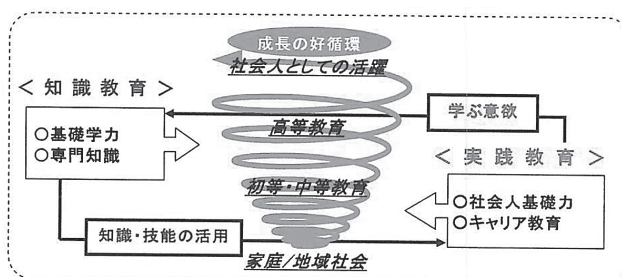 成長の好循環
社会人としての活躍
＜知識教育＞
○基礎学力
○専門知識
学ぶ意欲
高等教育
＜実践教育＞
初等・中等教育
○社会人基礎力
○キャリア教育
知識・技能の活用
家庭/地域社会